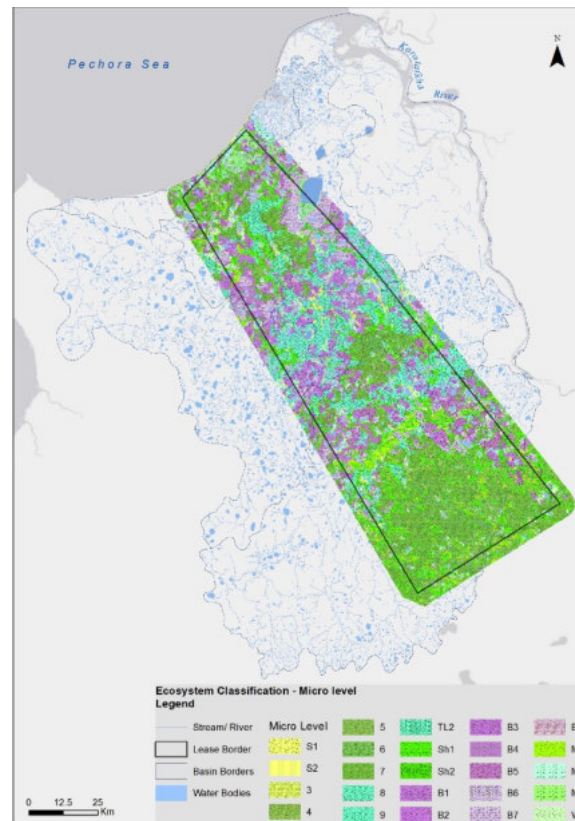 Pechora Sea
N
Korotaikha
River
Ecosystem Classification - Micro level
Legend
Stream/ River
Lease Border
Basin Borders
Water Bodies
0 12.5 25
Km
Micro Level
S1
S2
3
4
5
6
7
8
9
TL2
Sh1
Sh2
B1
B2
B3
B4
B5
B6
B7